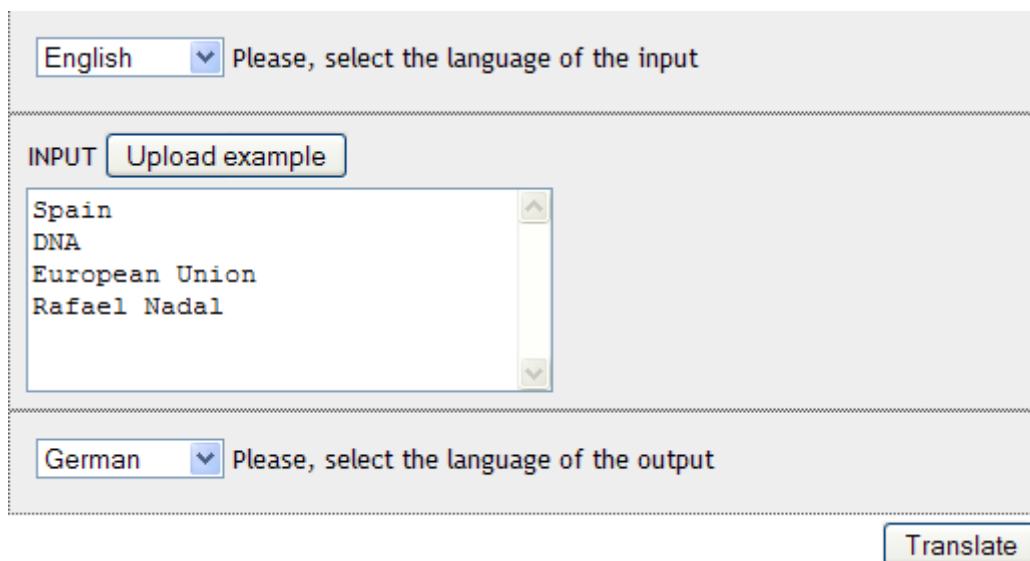 English Please, select the language of the input
INPUT Upload example
Spain
DNA
European Union
Rafael Nadal
German Please, select the language of the output
Translate